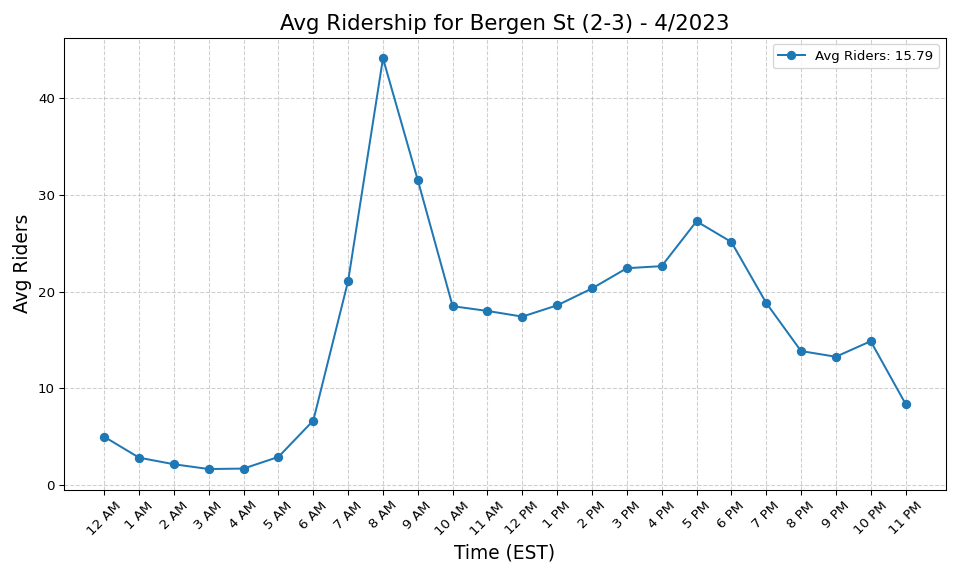 Avg Ridership for Bergen St (2-3) - 4/2023
Avg Riders: 15.79
Avg Riders
40
30
20
10
0
12 AM
1 AM
2 AM
3 AM
4 AM
5 AM
6 AM
7 AM
8 AM
9 AM
10 AM
11 AM
12 PM
1 PM
2 PM
3 PM
4 PM
5 PM
6 PM
7 PM
8 PM
9 PM
10 PM
11 PM
Time (EST)